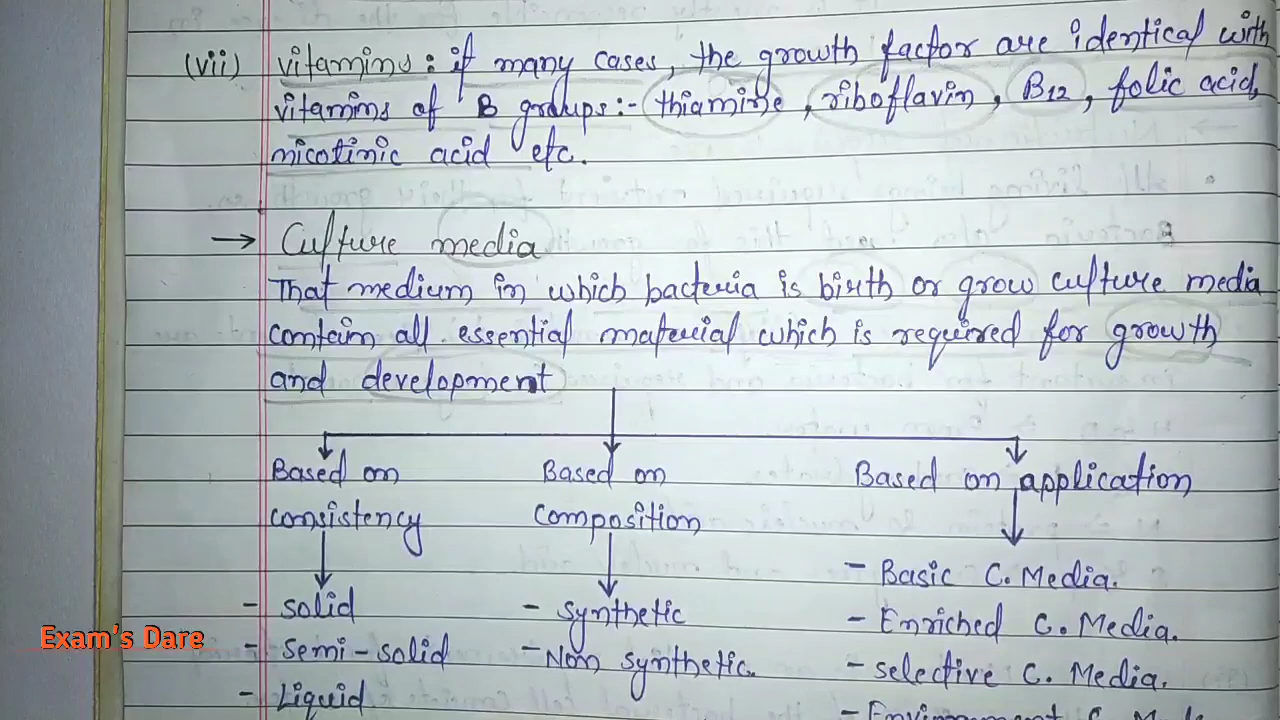 (vii) vitamins: if many cases, the growth factor are identical with
vitamins of B groups:- thiamine, riboflavin, B12, folic acid,
nicotinic acid etc.
→ Culture media
That medium in which bacteria is birth or grow culture media
contain all essential material which is required for growth
and development
Based on consistency
- solid
- semi-solid
- Liquid
Based on composition
- synthetic
- Non synthetic.
Based on application
- Basic C. Media.
- Enriched C. Media.
- selective C. Media.
Exam's Dare